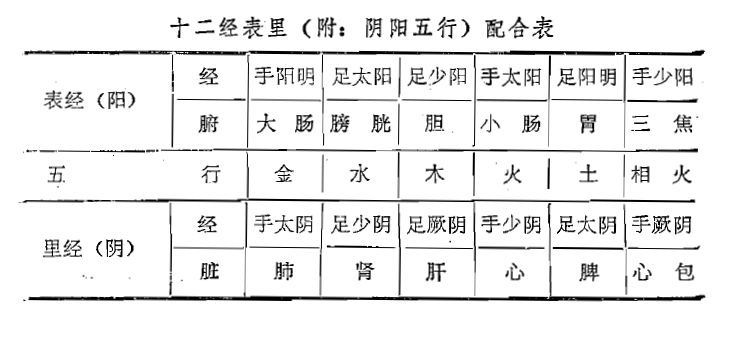 十二经表里（附：阴阳五行）配合表
表经（阳） 经 手阳明 足太阳 足少阳 手太阳 足阳明 手少阳
腑 大肠 膀胱 胆 小肠 胃 三焦
五行 金 水 木 火 土 相火
里经（阴） 经 手太阴 足少阴 足厥阴 手少阴 足太阴 手厥阴
脏 肺 肾 肝 心 脾 心包